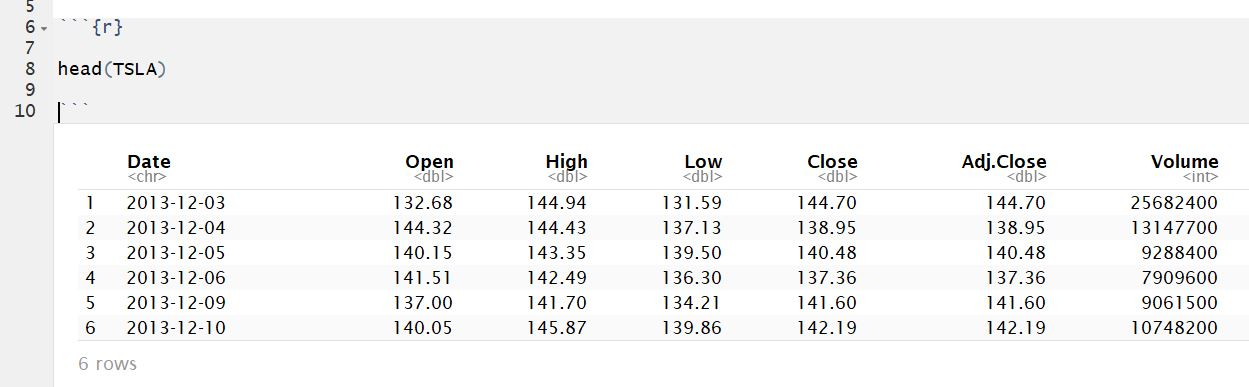 5
6 ```{r}
7
8 head(TSLA)
9
10 ```
Date Open High Low Close Adj.Close Volume
<chr> <dbl> <dbl> <dbl> <dbl> <dbl> <int>
1 2013-12-03 132.68 144.94 131.59 144.70 144.70 25682400
2 2013-12-04 144.32 144.43 137.13 138.95 138.95 13147700
3 2013-12-05 140.15 143.35 139.50 140.48 140.48 9288400
4 2013-12-06 141.51 142.49 136.30 137.36 137.36 7909600
5 2013-12-09 137.00 141.70 134.21 141.60 141.60 9061500
6 2013-12-10 140.05 145.87 139.86 142.19 142.19 10748200
6 rows